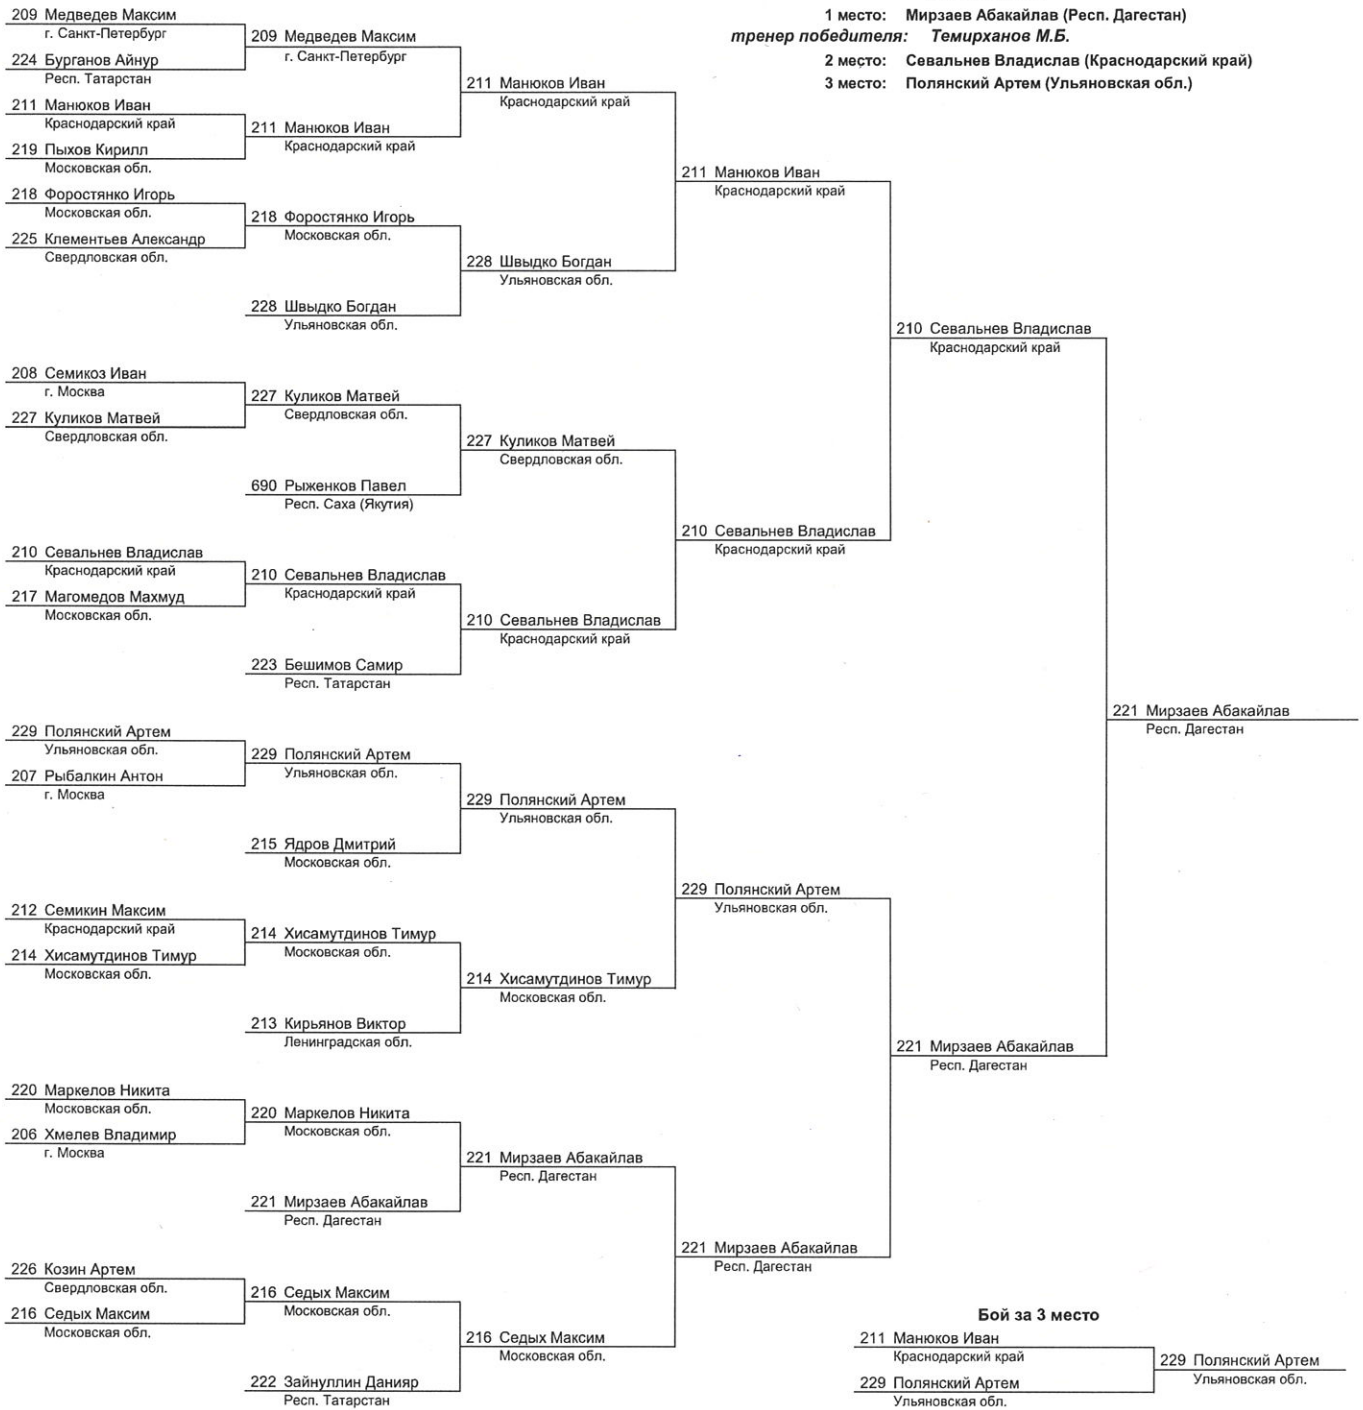 1 место: Мирзаев Абакайлав (Респ. Дагестан)
тренер победителя: Темирханов М.Б.
2 место: Севальнев Владислав (Краснодарский край)
3 место: Полянский Артем (Ульяновская обл.)
209 Медведев Максим
г. Санкт-Петербург
224 Бурганов Айнур
Респ. Татарстан
211 Манюков Иван
Краснодарский край
219 Пыхов Кирилл
Московская обл.
218 Форостянко Игорь
Московская обл.
225 Клементьев Александр
Свердловская обл.
208 Семикоз Иван
г. Москва
227 Куликов Матвей
Свердловская обл.
210 Севальнев Владислав
Краснодарский край
217 Магомедов Махмуд
Московская обл.
229 Полянский Артем
Ульяновская обл.
207 Рыбалкин Антон
г. Москва
212 Семикин Максим
Краснодарский край
214 Хисамутдинов Тимур
Московская обл.
220 Маркелов Никита
Московская обл.
206 Хмелев Владимир
г. Москва
226 Козин Артем
Свердловская обл.
216 Седых Максим
Московская обл.
209 Медведев Максим
г. Санкт-Петербург
211 Манюков Иван
Краснодарский край
218 Форостянко Игорь
Московская обл.
228 Швыдко Богдан
Ульяновская обл.
227 Куликов Матвей
Свердловская обл.
690 Рыженков Павел
Респ. Саха (Якутия)
210 Севальнев Владислав
Краснодарский край
223 Бешимов Самир
Респ. Татарстан
229 Полянский Артем
Ульяновская обл.
215 Ядров Дмитрий
Московская обл.
214 Хисамутдинов Тимур
Московская обл.
213 Кирьянов Виктор
Ленинградская обл.
220 Маркелов Никита
Московская обл.
221 Мирзаев Абакайлав
Респ. Дагестан
216 Седых Максим
Московская обл.
222 Зайнуллин Данияр
Респ. Татарстан
211 Манюков Иван
Краснодарский край
228 Швыдко Богдан
Ульяновская обл.
227 Куликов Матвей
Свердловская обл.
210 Севальнев Владислав
Краснодарский край
229 Полянский Артем
Ульяновская обл.
214 Хисамутдинов Тимур
Московская обл.
221 Мирзаев Абакайлав
Респ. Дагестан
216 Седых Максим
Московская обл.
211 Манюков Иван
Краснодарский край
210 Севальнев Владислав
Краснодарский край
229 Полянский Артем
Ульяновская обл.
221 Мирзаев Абакайлав
Респ. Дагестан
210 Севальнев Владислав
Краснодарский край
221 Мирзаев Абакайлав
Респ. Дагестан
221 Мирзаев Абакайлав
Респ. Дагестан
Бой за 3 место
211 Манюков Иван
Краснодарский край
229 Полянский Артем
Ульяновская обл.
229 Полянский Артем
Ульяновская обл.